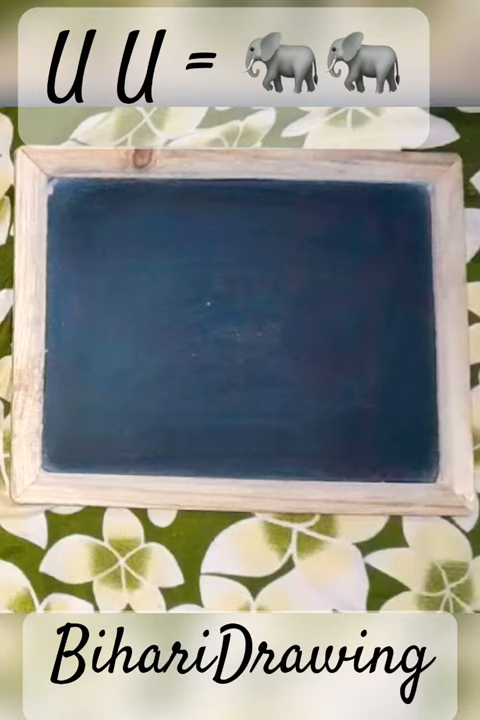 U U = 🐘🐘
BihariDrawing